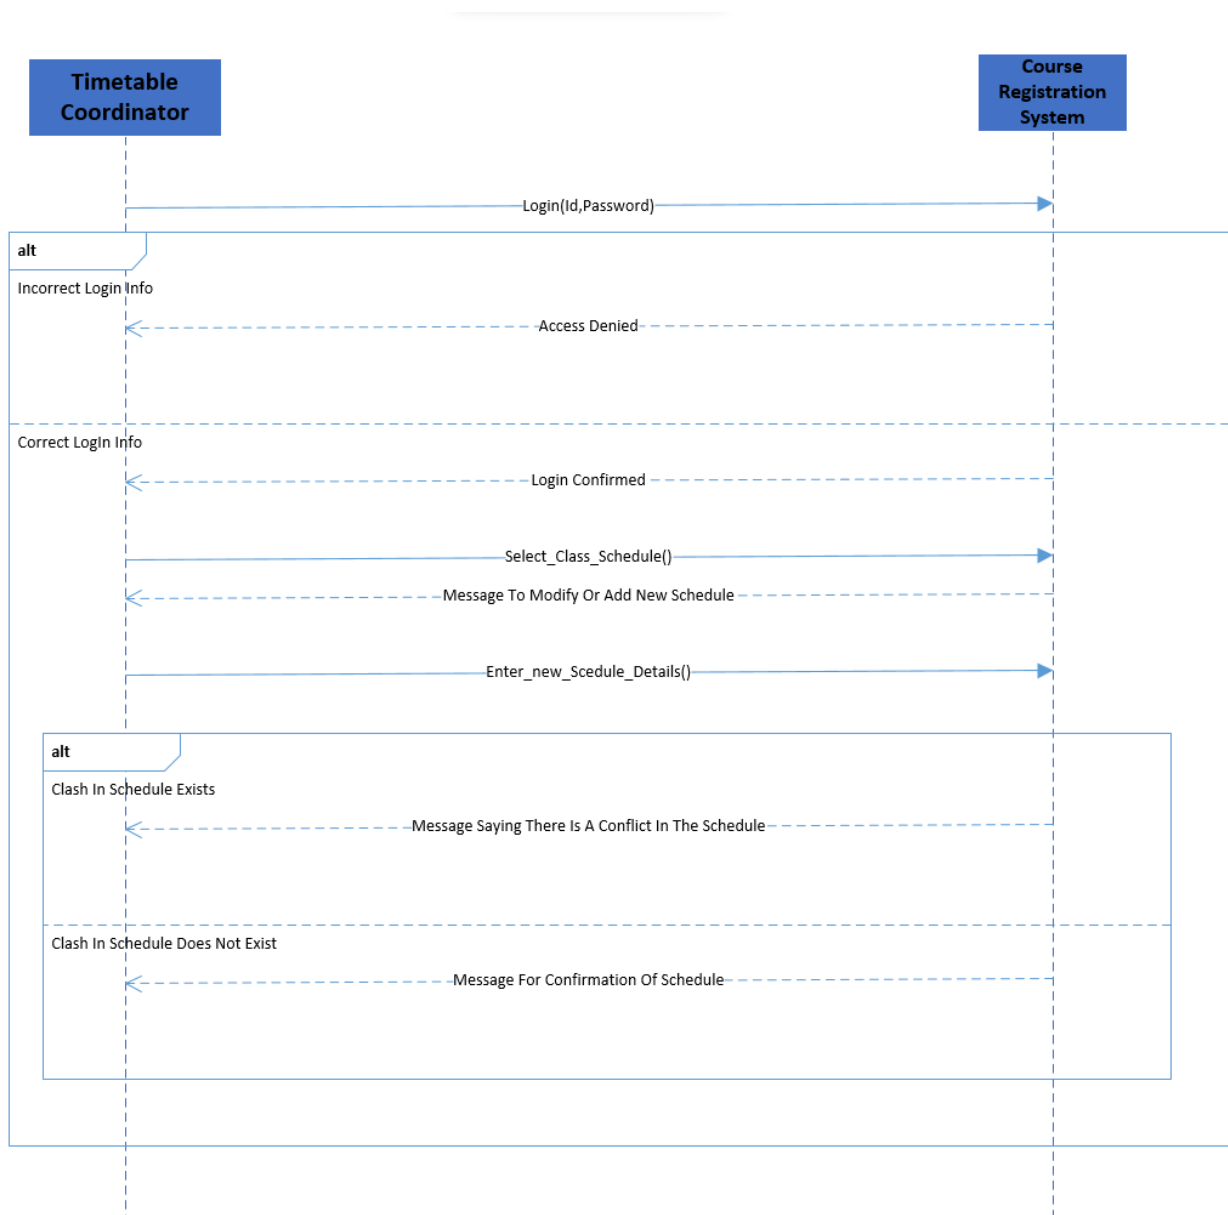 Timetable
Coordinator
Course
Registration
System
Login(Id,Password)
alt
Incorrect Login Info
Access Denied
Correct LogIn Info
Login Confirmed
Select_Class_Schedule()
Message To Modify Or Add New Schedule
Enter_new_Scedule_Details()
alt
Clash In Schedule Exists
Message Saying There Is A Conflict In The Schedule
Clash In Schedule Does Not Exist
Message For Confirmation Of Schedule